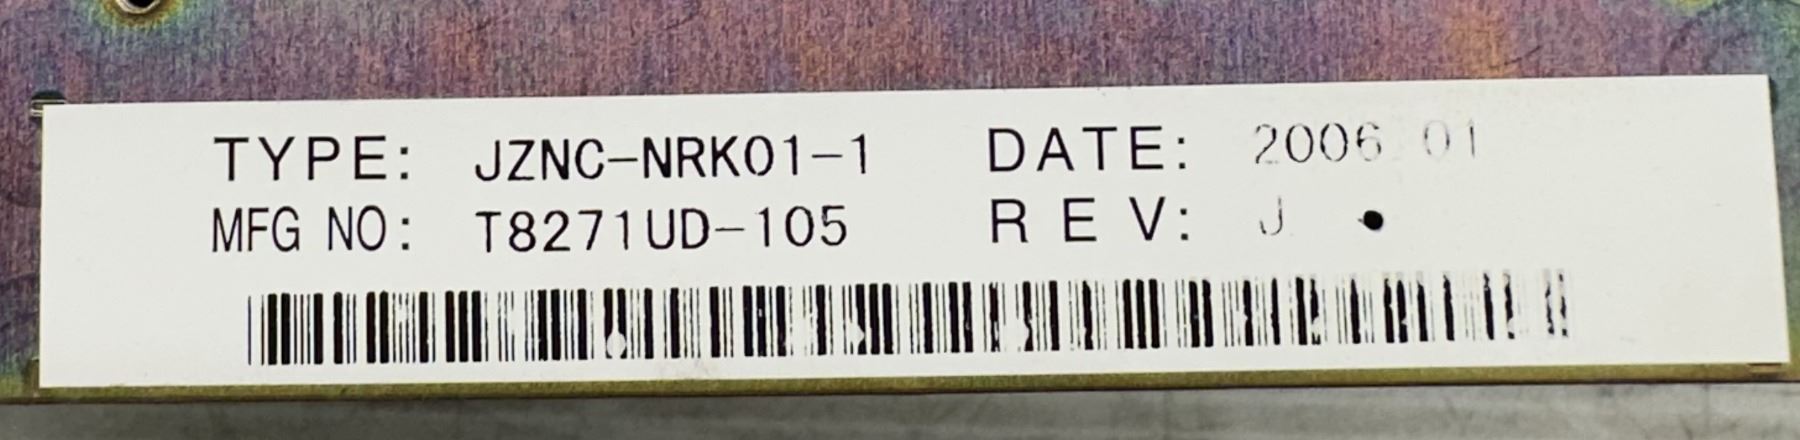 TYPE: JZNC-NRK01-1 DATE: 2006 01
MFG NO: T8271UD-105 REV: J